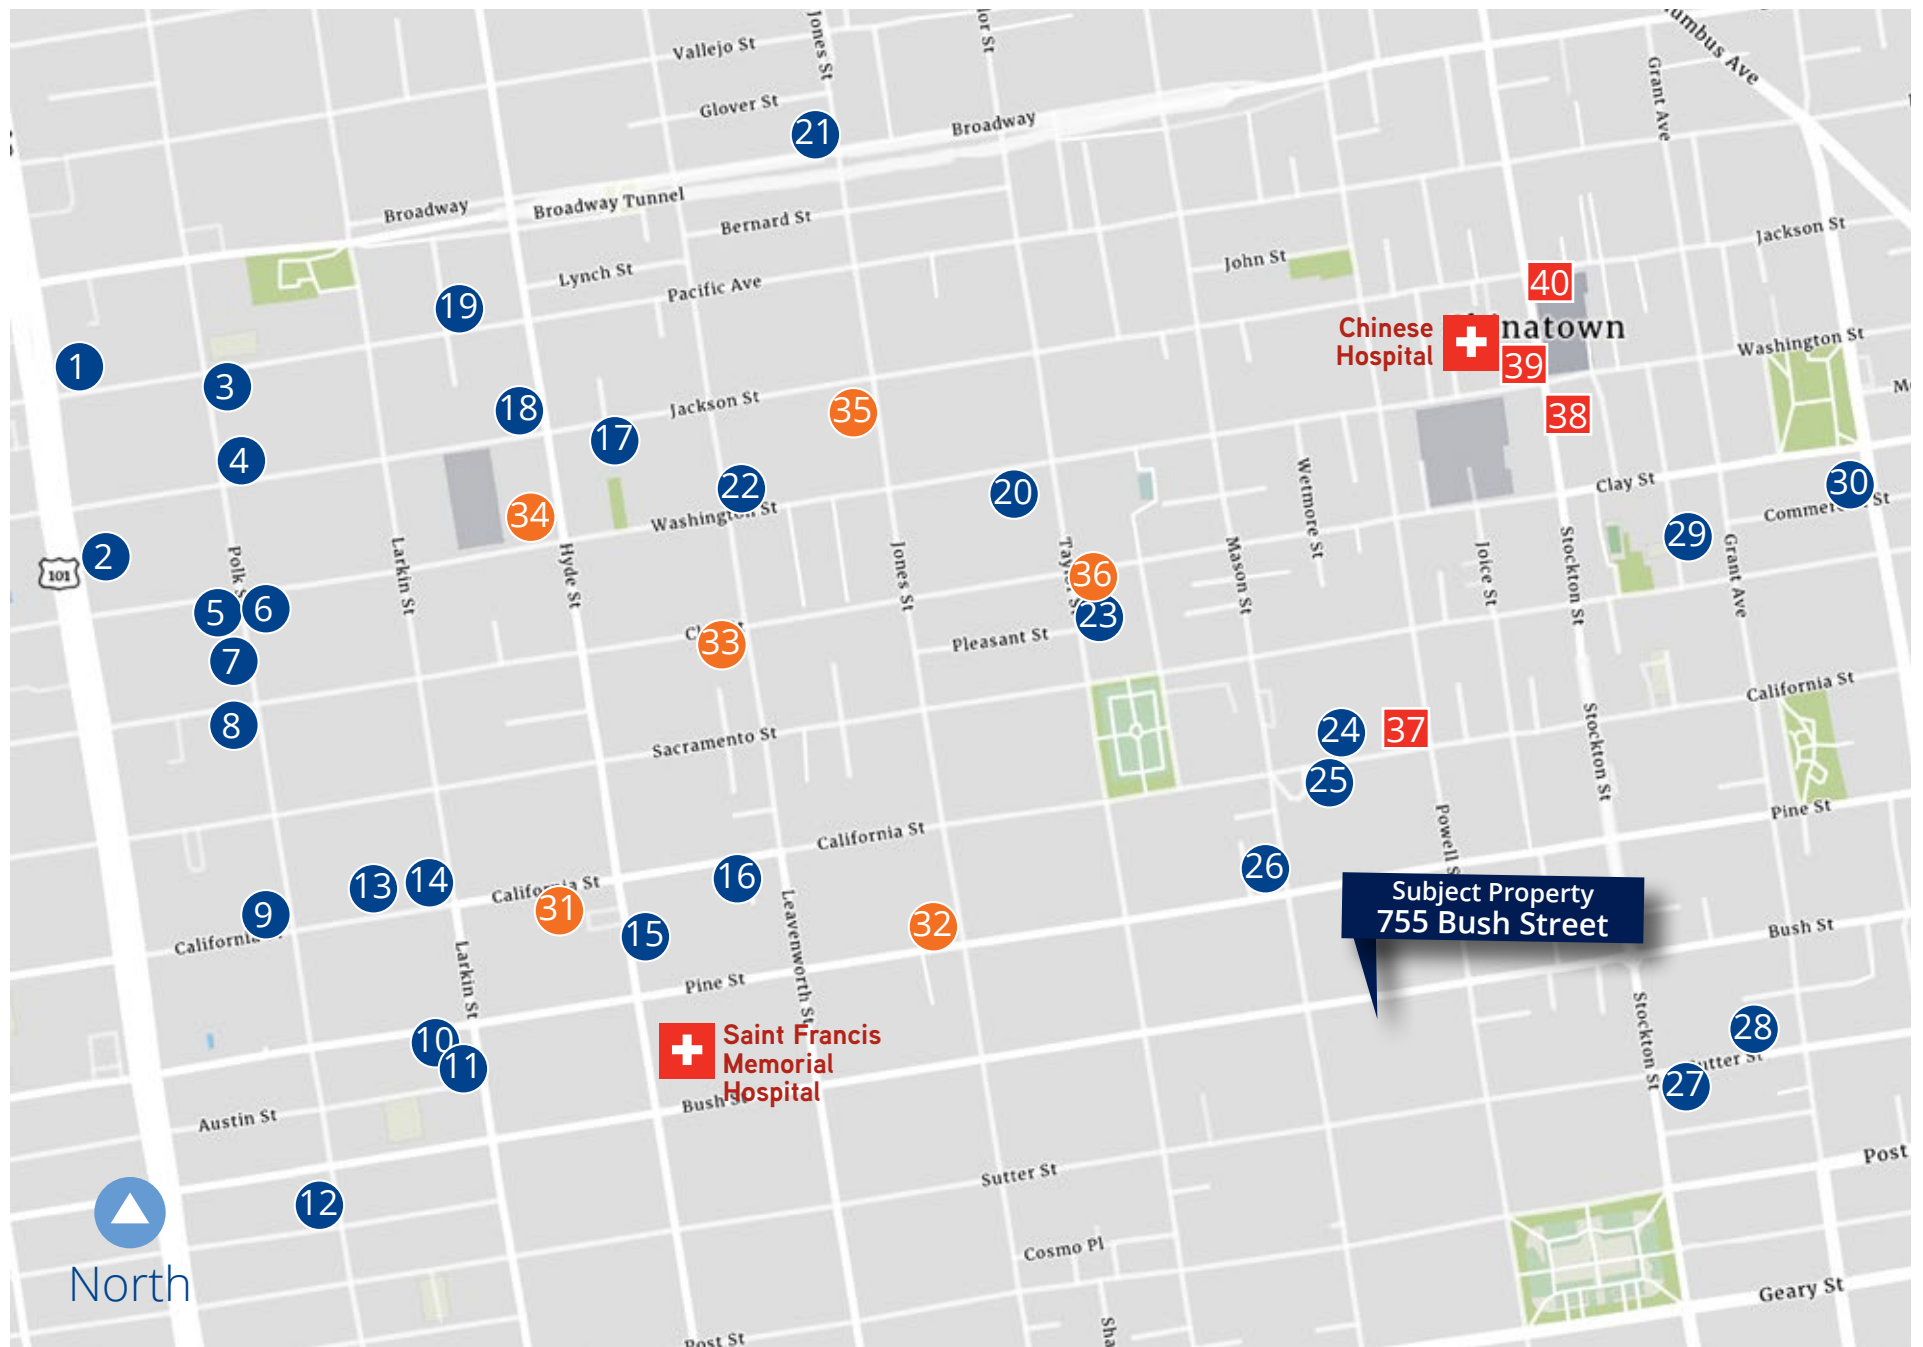 Vallejo St
Jones St
lor St
umbus Ave
Grant Ave
Glover St
21
Broadway
Broadway
Broadway Tunnel
Bernard St
Jackson St
Lynch St
John St
Pacific Ave
40
19
Chinese
Hospital
natown
Washington St
1
3
39
18
Jackson St
35
38
17
4
22
20
Clay St
30
Wetmore St
34
Washington St
Commer
St
29
2
101
Polk S
Larkin St
Hyde St
Jones St
Taylor St
36
Mason St
Joice St
Stockton St
Grant Ave
5
6
23
33
Pleasant St
7
California St
8
24
37
Sacramento St
Stockton St
25
Pine St
California St
Powell S
13
14
16
26
California St
31
Subject Property
755 Bush Street
9
California
Leavenworth St
32
15
Bush St
Larkin St
Pine St
Stockton St
10
11
Saint Francis
Memorial
Hospital
28
Sutter St
27
Bush St
Austin St
Post
Sutter St
12
Cosmo Pl
North
Geary St
Post St
Sha